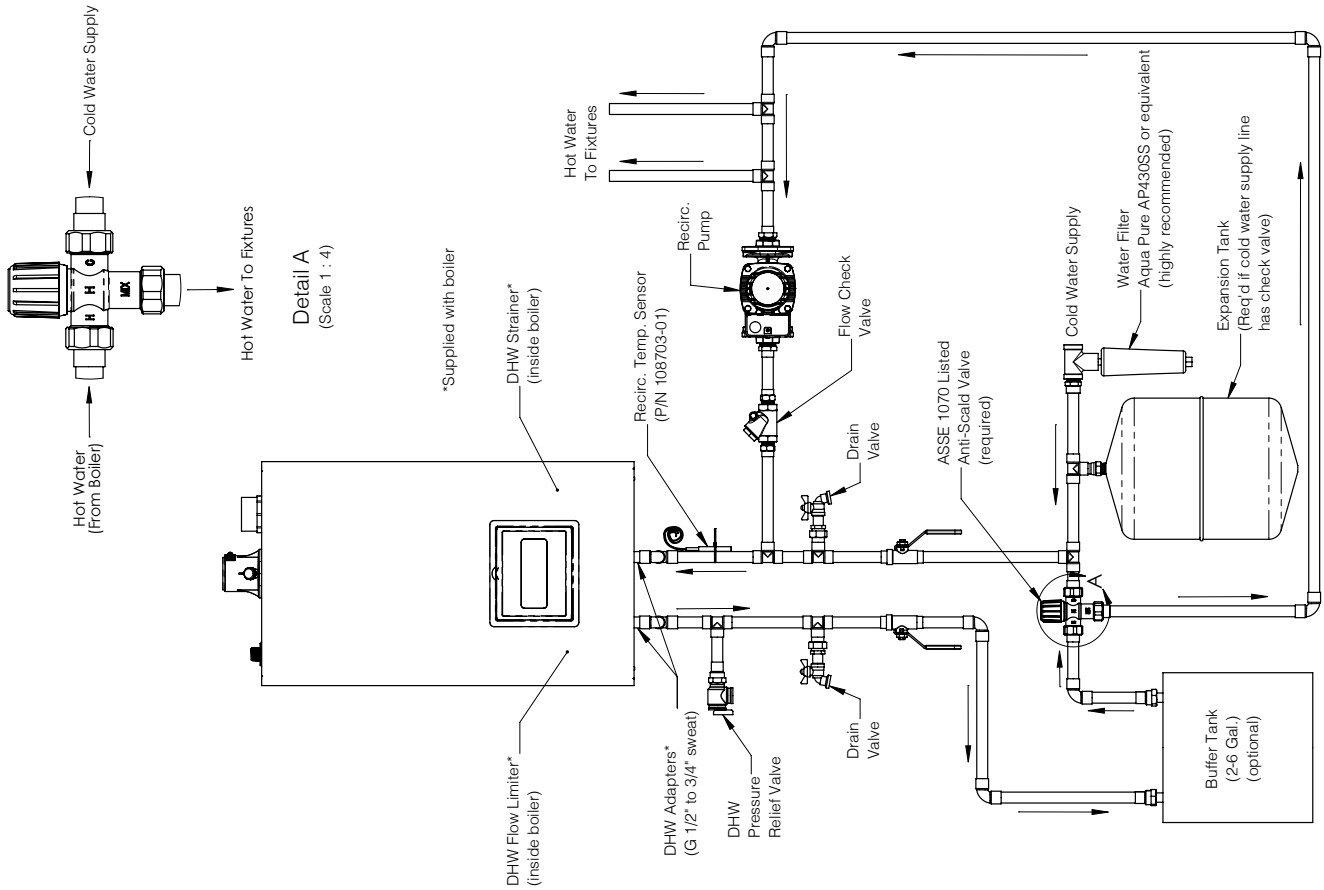 Hot Water
(From Boiler)
Cold Water Supply
H
H
C
MIX
Hot Water To Fixtures
Detail A
(Scale 1 : 4)
*Supplied with boiler
DHW Flow Limiter*
(inside boiler)
DHW Strainer*
(inside boiler)
DHW Adapters*
(G 1/2" to 3/4" sweat)
Recirc. Temp. Sensor
(P/N 108703-01)
Hot Water
To Fixtures
Recirc.
Pump
Flow Check
Valve
DHW
Pressure
Relief Valve
Drain
Valve
Drain
Valve
ASSE 1070 Listed
Anti-Scald Valve
(required)
A
Cold Water Supply
Water Filter
Aqua Pure AP430SS or equivalent
(highly recommended)
Expansion Tank
(Req'd if cold water supply line
has check valve)
Buffer Tank
(2-6 Gal.)
(optional)